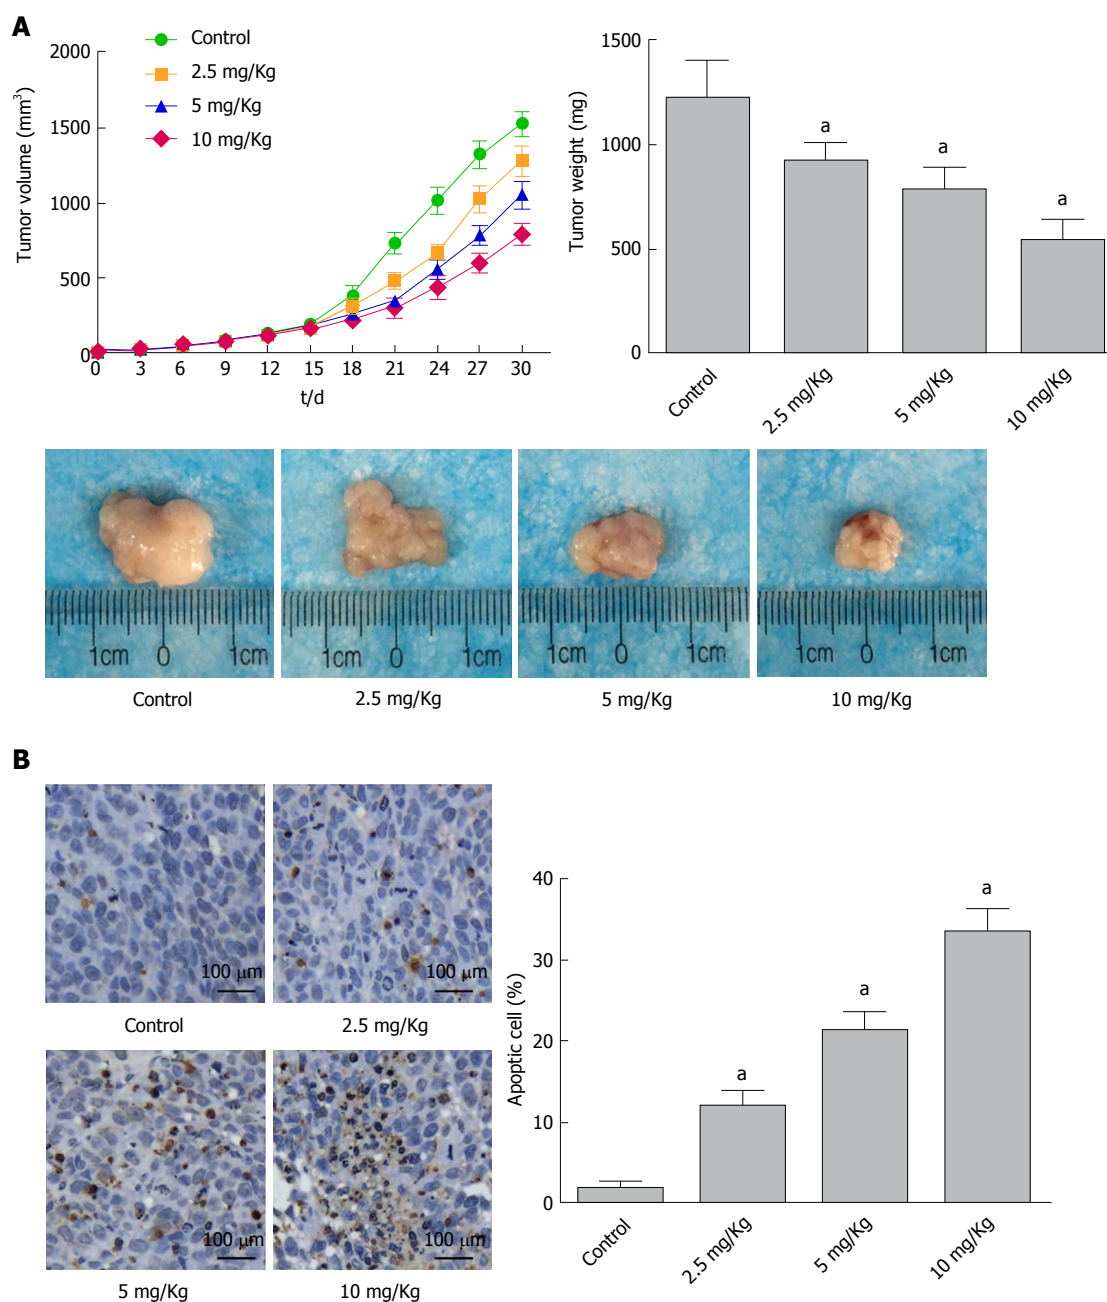 A
Control
2.5 mg/Kg
5 mg/Kg
10 mg/Kg
Tumor volume (mm³)
2000
1500
1000
500
0
0 3 6 9 12 15 18 21 24 27 30
t/d
Tumor weight (mg)
1500
1000
500
0
a
a
a
Control
2.5 mg/Kg
5 mg/Kg
10 mg/Kg
1cm 0 1cm
1cm 0 1cm
1cm 0 1cm
1cm 0 1cm
Control
2.5 mg/Kg
5 mg/Kg
10 mg/Kg
B
100 μm
100 μm
Control
2.5 mg/Kg
100 μm
100 μm
5 mg/Kg
10 mg/Kg
Apoptic cell (%)
40
30
20
10
0
a
a
a
Control
2.5 mg/Kg
5 mg/Kg
10 mg/Kg